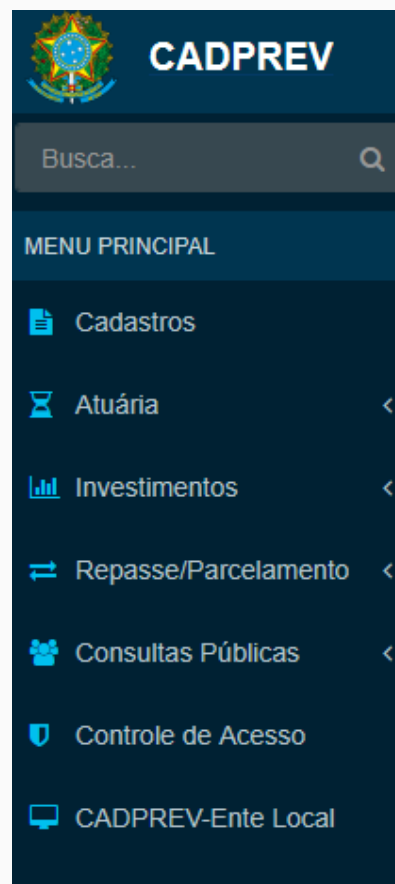 CADPREV
Busca...
MENU PRINCIPAL
Cadastros
Atuária
Investimentos
Repasse/Parcelamento
Consultas Públicas
Controle de Acesso
CADPREV-Ente Local